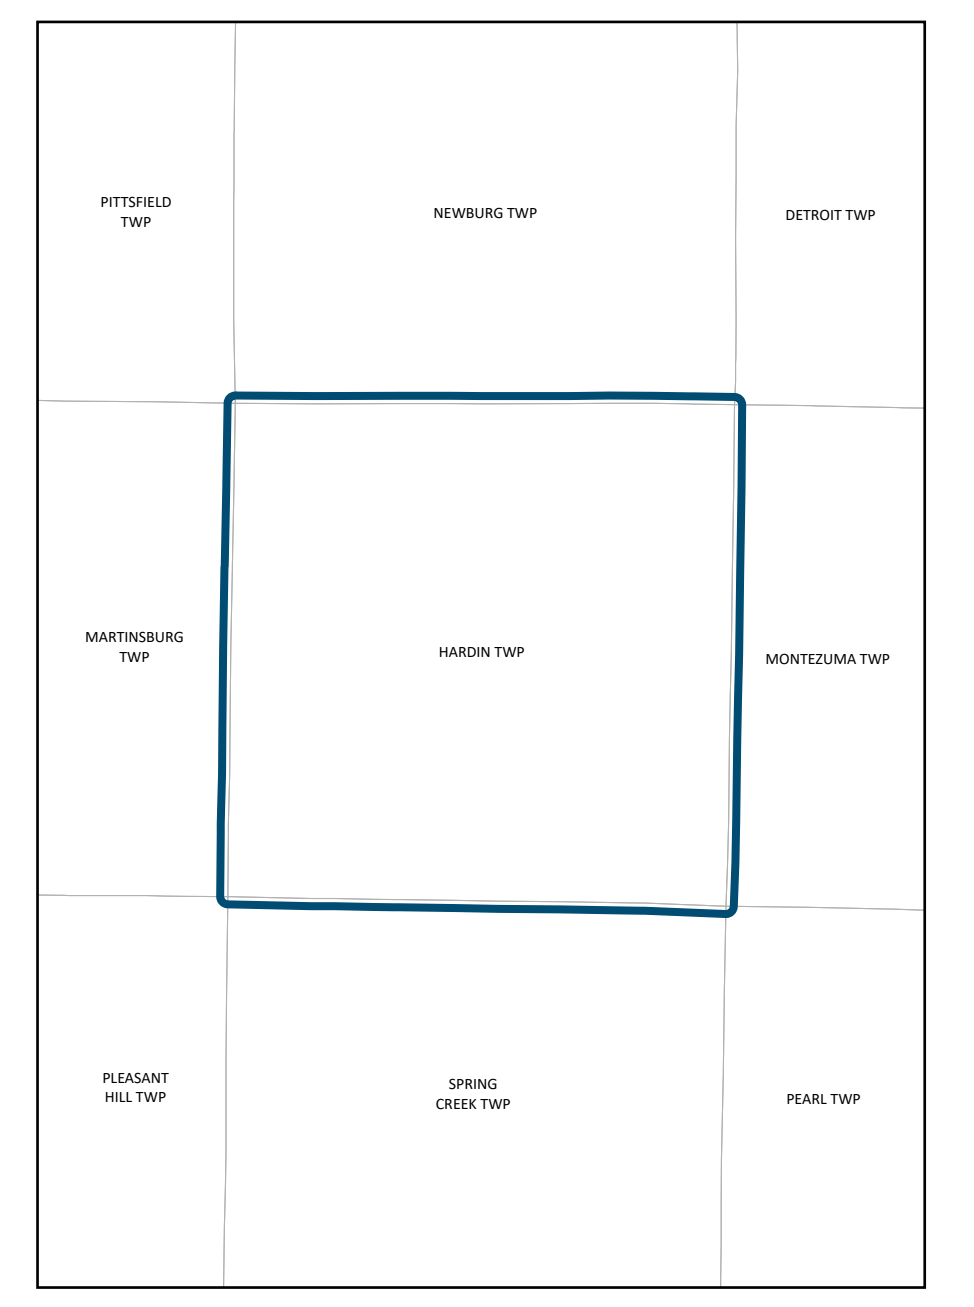 PITTSFIELD
TWP
NEWBURG TWP
DETROIT TWP
MARTINSBURG
TWP
HARDIN TWP
MONTEZUMA TWP
PLEASANT
HILL TWP
SPRING
CREEK TWP
PEARL TWP